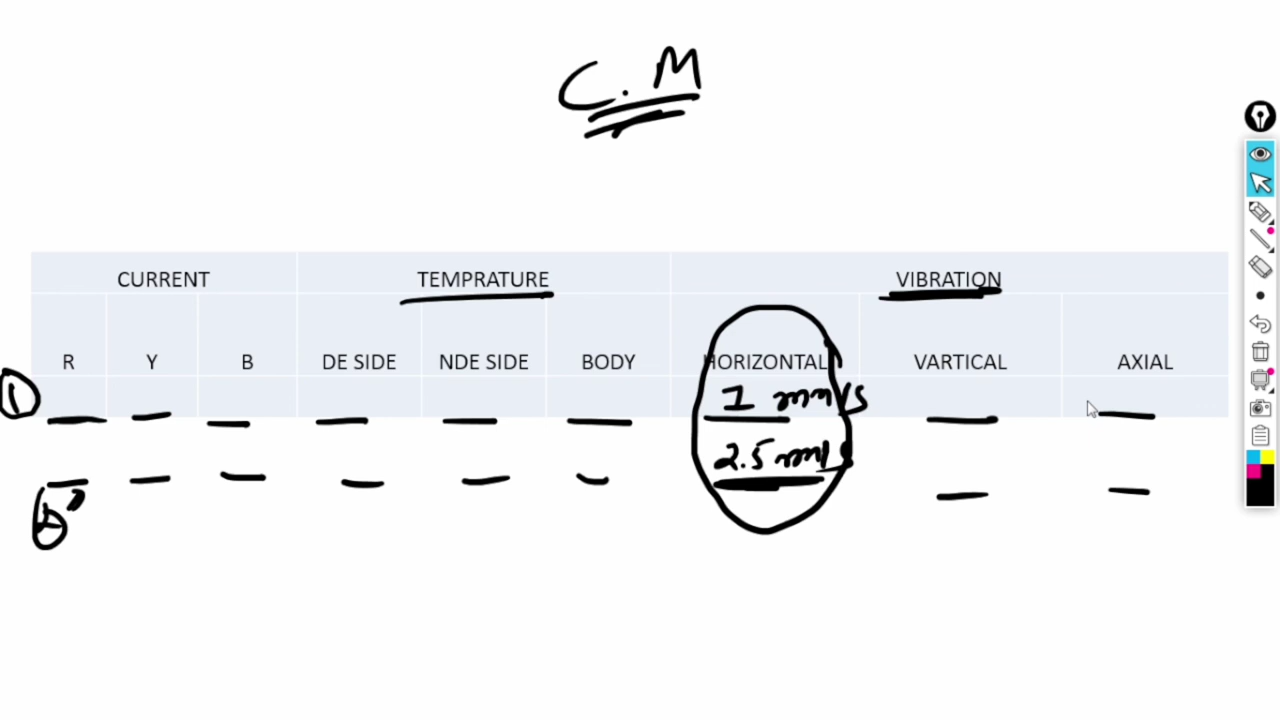 C.M
CURRENT TEMPRATURE VIBRATION
R Y B DE SIDE NDE SIDE BODY HORIZONTAL VARTICAL AXIAL
1 1 mm/s
2 2.5 mm/s